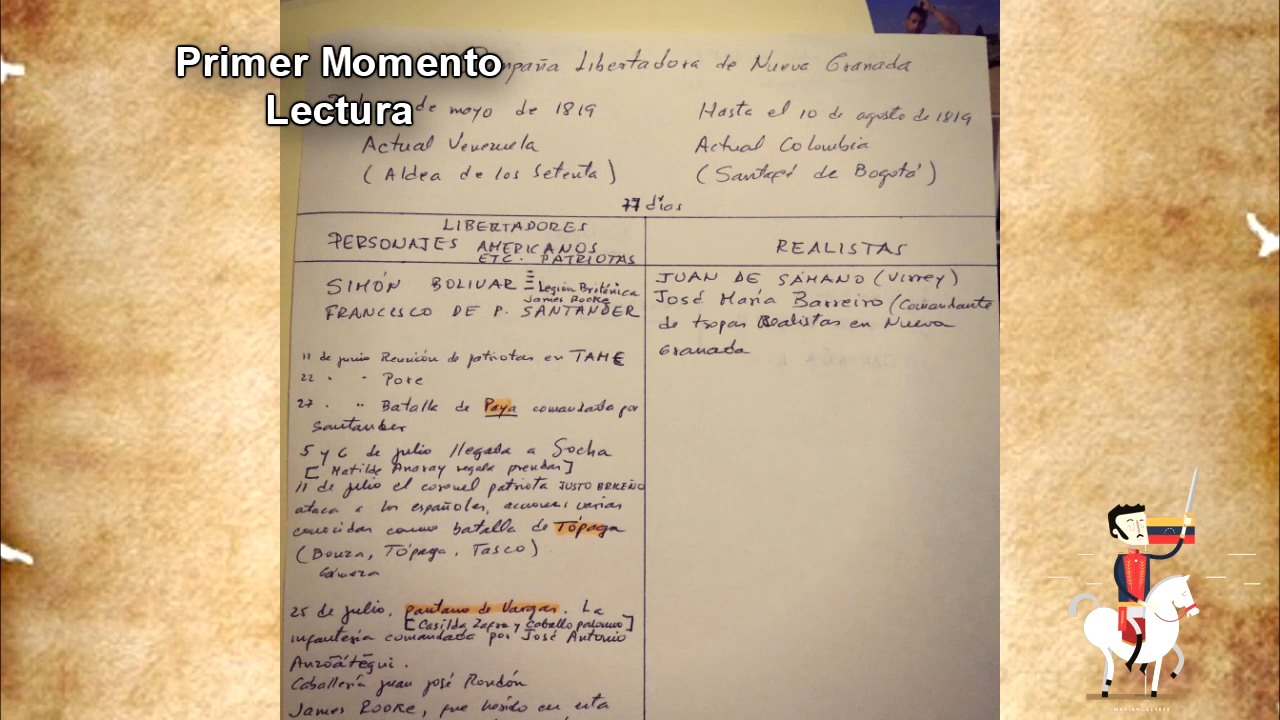 Primer Momento
Lectura
Campaña Libertadora de Nueva Granada
de mayo de 1819
Hasta el 10 de agosto de 1819
Actual Venezuela
Actual Colombia
(Aldea de los Setenta)
(Santafé de Bogotá)
77 días
LIBERTADORES
PERSONAJES AMERICANOS
ETC. PATRIOTAS
REALISTAS
SIMÓN BOLIVAR Legión Británica
James Rooke
FRANCISCO DE P. SANTANDER
JUAN DE SÁMANO (Virrey)
José María Barreiro (Comandante
de tropas Realistas en Nueva
Granada
11 de junio Reunión de patriotas en TAME
22 " " Pore
27 " " Batalla de Paya comandada por
Santander
5 y 6 de julio llegada a Socha
[Matilde Anaray regala prendas]
11 de julio el coronel patriota JUSTO BRICEÑO
ataca a los españoles, acciones varias
conocidas como batalla de Tópaga
(Bonza, Tópaga, Tasco)
Gámeza
25 de julio. Pantano de Vargas. La
[Casilda Zafra y Caballo palomo]
infantería comandada por José Antonio
Anzoátegui.
Caballería juan josé Rondón
James ROOKE, que herido en esta